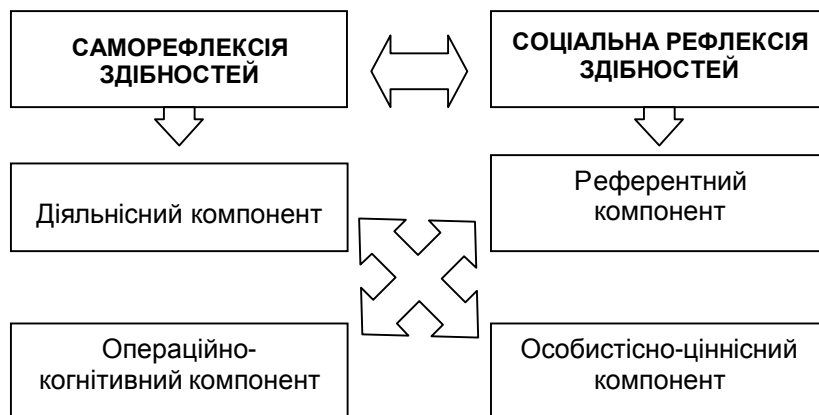 САМОРЕФЛЕКСІЯ
ЗДІБНОСТЕЙ
СОЦІАЛЬНА РЕФЛЕКСІЯ
ЗДІБНОСТЕЙ
Діяльнісний компонент
Референтний
компонент
Операційно-
когнітивний компонент
Особистісно-ціннісний
компонент